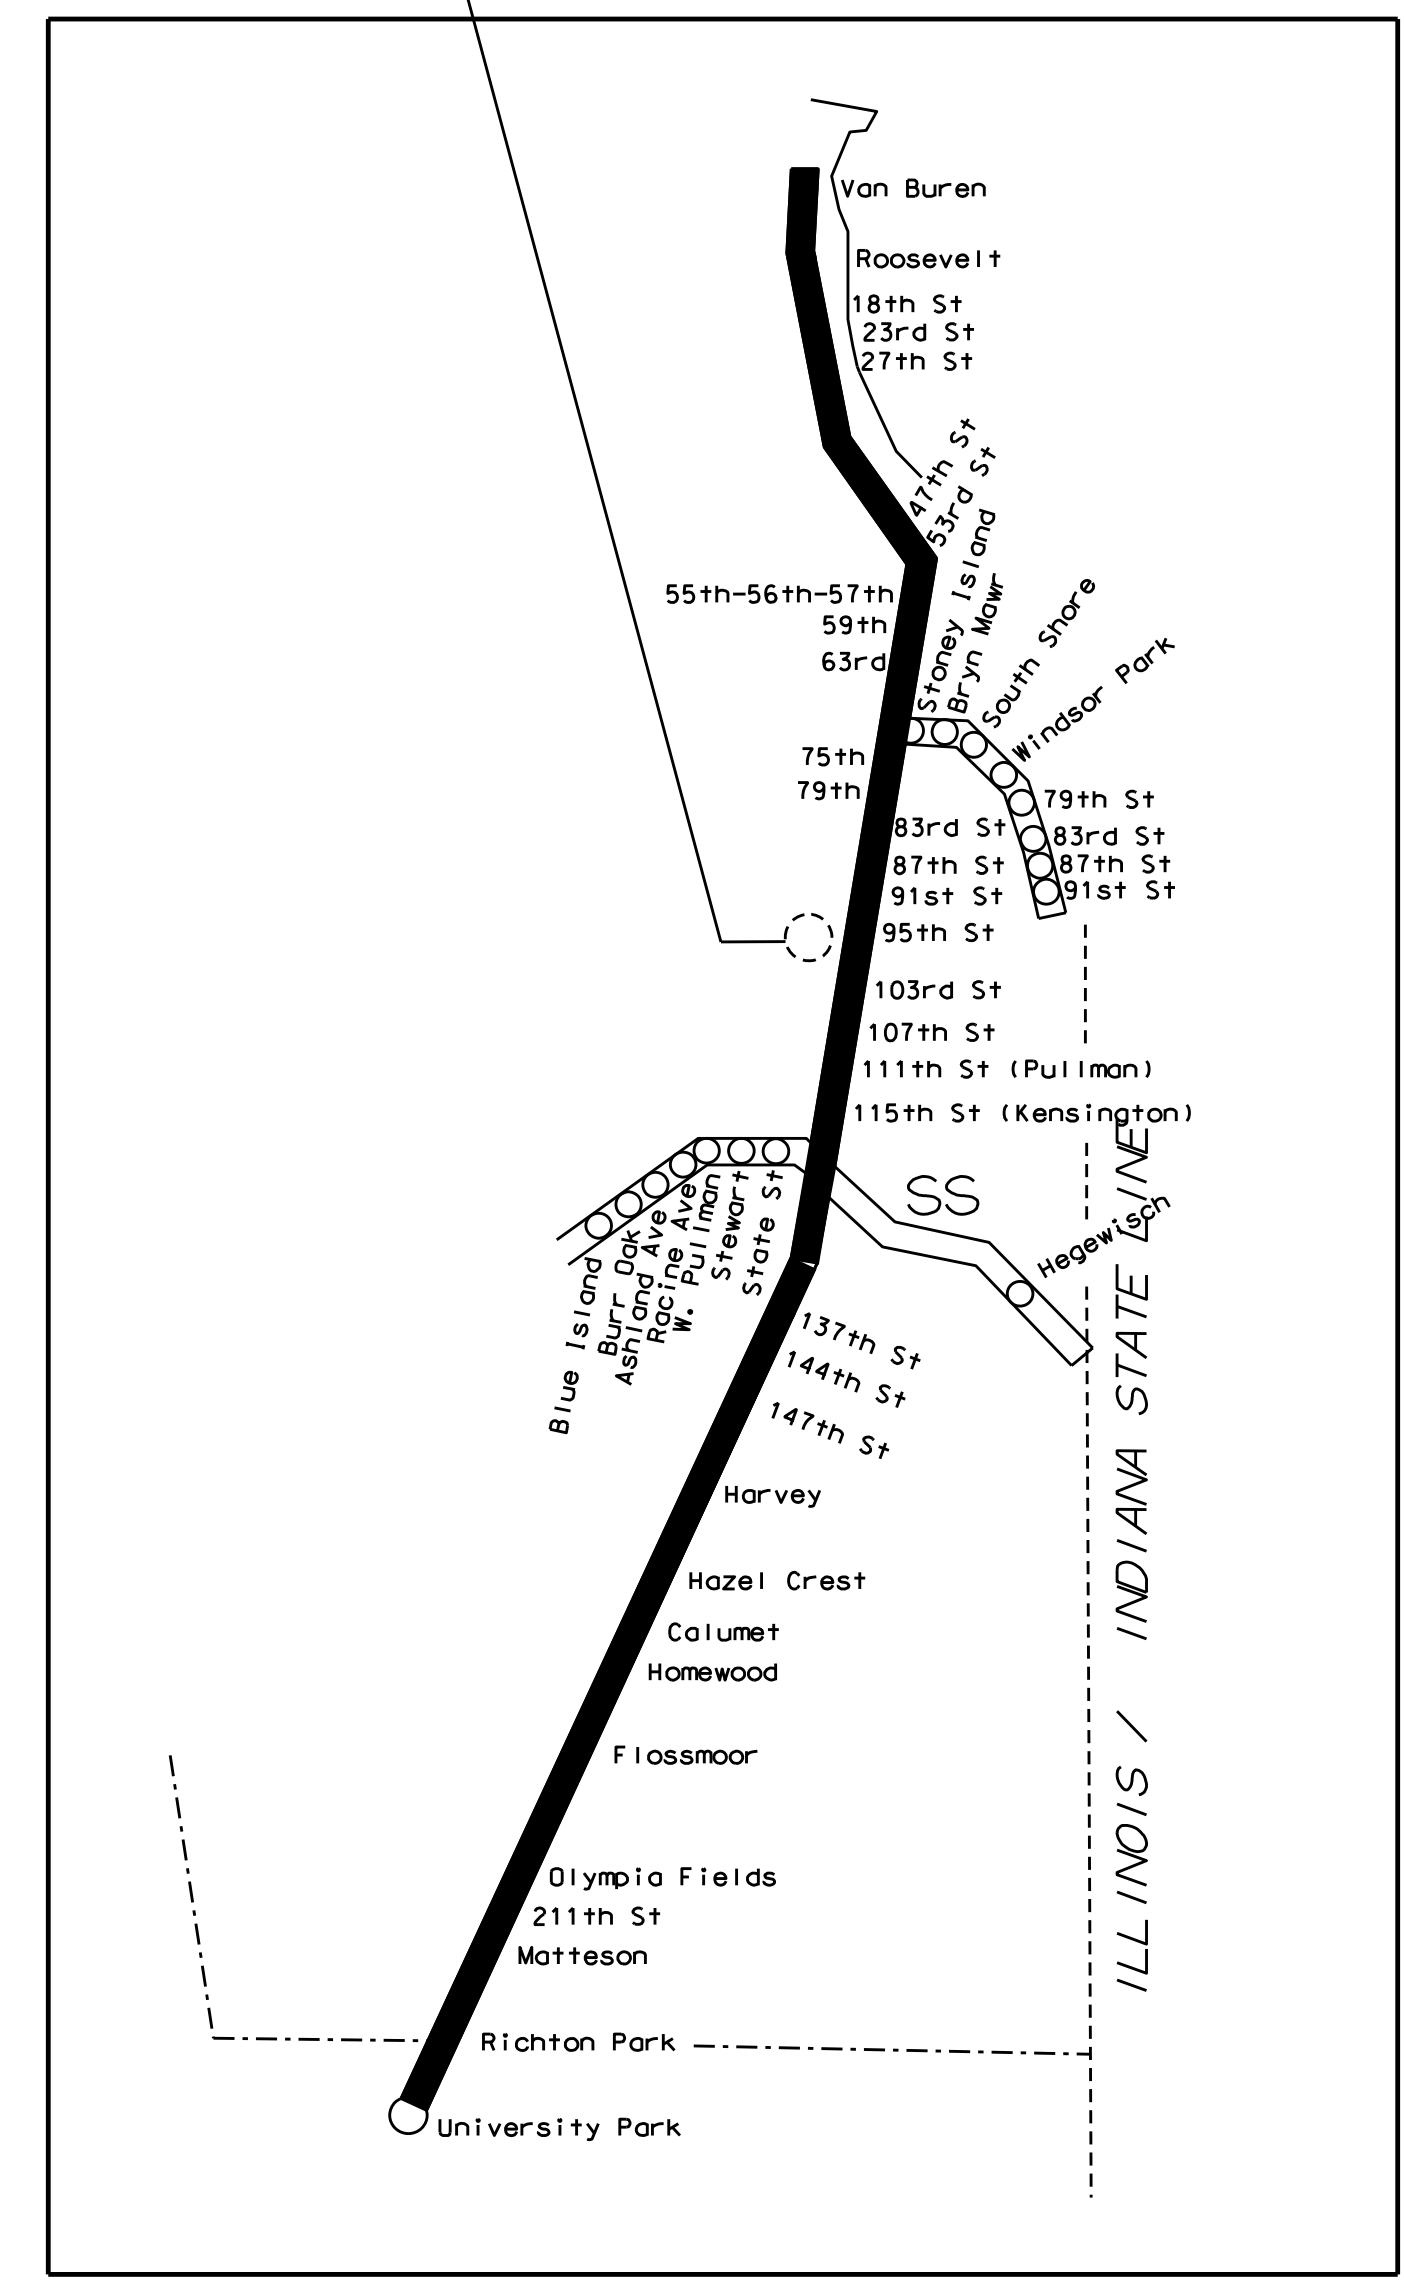 Van Buren
Roosevelt
18th St
23rd St
27th St
47th St
53rd St
Stoney Island
Bryn Mawr
South Shore
Windsor Park
55th-56th-57th
59th
63rd
75th
79th
79th St
83rd St
83rd St
87th St
87th St
91st St
91st St
95th St
103rd St
107th St
111th St (Pullman)
115th St (Kensington)
SS
Hegewisch
Blue Island
Burr Oak
Ashland Ave
Racine Ave
W. Pullman
Stewart
State St
137th St
144th St
147th St
Harvey
Hazel Crest
Calumet
Homewood
Flossmoor
Olympia Fields
211th St
Matteson
Richton Park
University Park
ILLINOIS / INDIANA STATE LINE